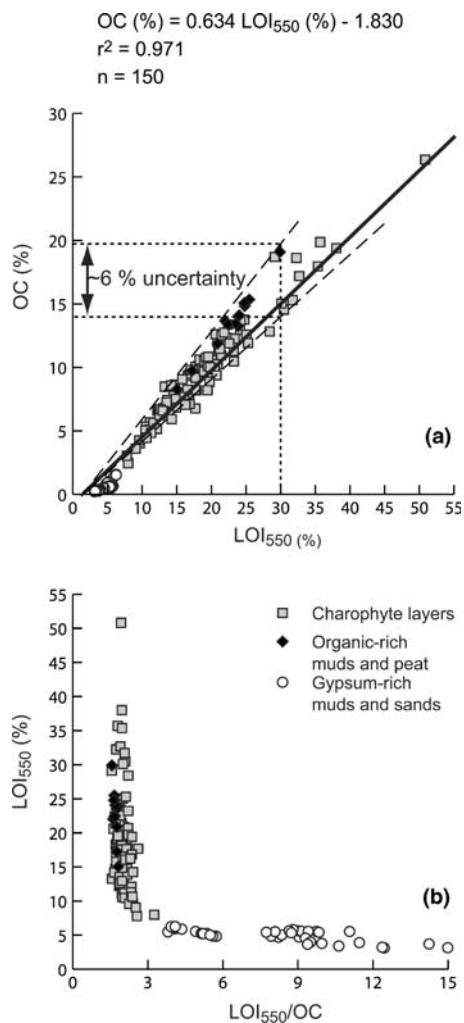 OC (%) = 0.634 LOI550 (%) - 1.830
r2 = 0.971
n = 150
30
25
20
15
10
5
0
OC (%)
~6 % uncertainty
(a)
0 5 10 15 20 25 30 35 40 45 50 55
LOI550 (%)
55
50
45
40
35
30
25
20
15
10
5
0
LOI550 (%)
Charophyte layers
Organic-rich
muds and peat
Gypsum-rich
muds and sands
(b)
0 3 6 9 12 15
LOI550/OC